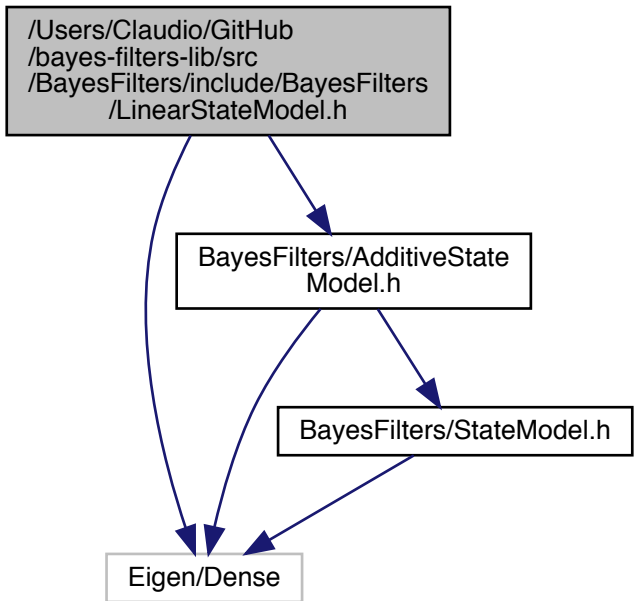 /Users/Claudio/GitHub
/bayes-filters-lib/src
/BayesFilters/include/BayesFilters
/LinearStateModel.h
BayesFilters/AdditiveState
Model.h
BayesFilters/StateModel.h
Eigen/Dense